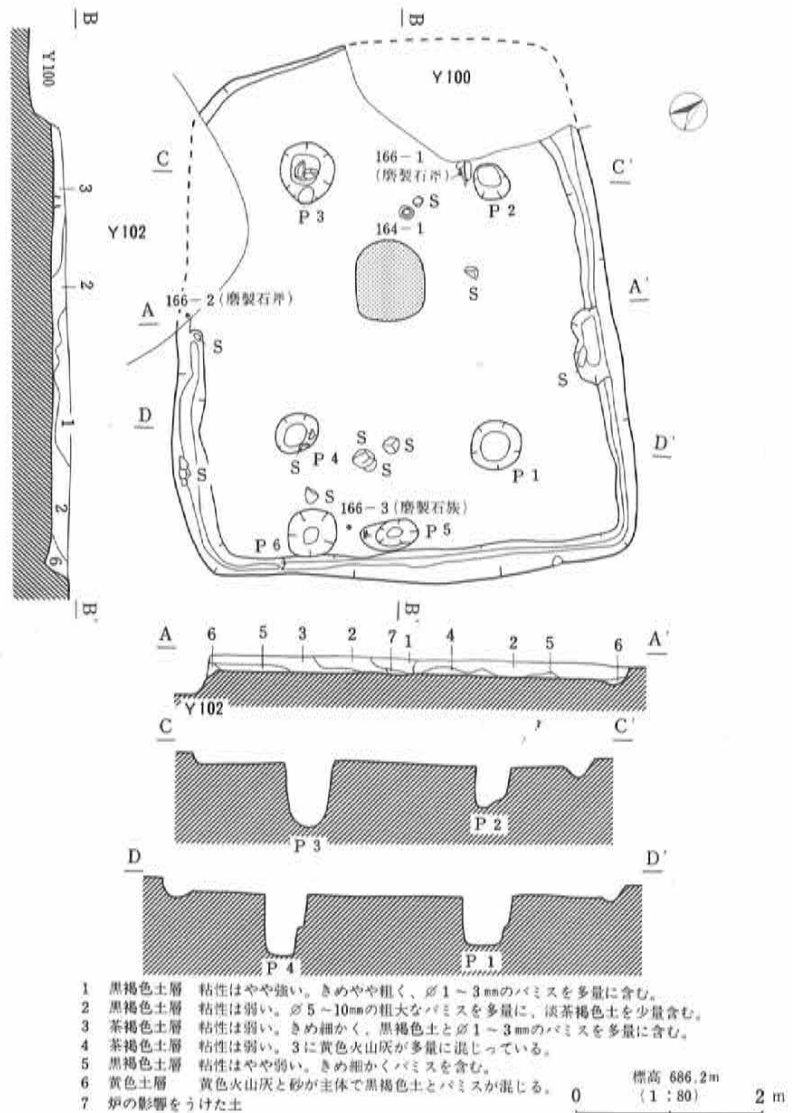 B
B
Y100
Y100
C
166-1
(磨製石斧)
C'
3
P 3
S
P 2
Y102
164-1
2
S
A'
166-2 (磨製石斧)
A
S
S
1
D
D'
S
S
P 4
S
S
P 1
S
S
2
166-3 (磨製石族)
P 6
P 5
6
B'
B'
A 6 5 3 2 7 1 4 2 5 6 A'
Y102
C C'
P 3
P 2
D D'
P 4
P 1
1 黒褐色土層 粘性はやや強い。きめやや粗く、∅1~3mmのパミスを多量に含む。
2 黒褐色土層 粘性は弱い。∅5~10mmの粗大なパミスを多量に、淡茶褐色土を少量含む。
3 茶褐色土層 粘性は弱い。きめ細かく、黒褐色土と∅1~3mmのパミスを多量に含む。
4 茶褐色土層 粘性は弱い。3に黄色火山灰が多量に混じっている。
5 黒褐色土層 粘性はやや弱い。きめ細かくパミスを含む。
6 黄色土層 黄色火山灰と砂が主体で黒褐色土とパミスが混じる。
7 炉の影響をうけた土
標高 686.2m
0 (1:80) 2m